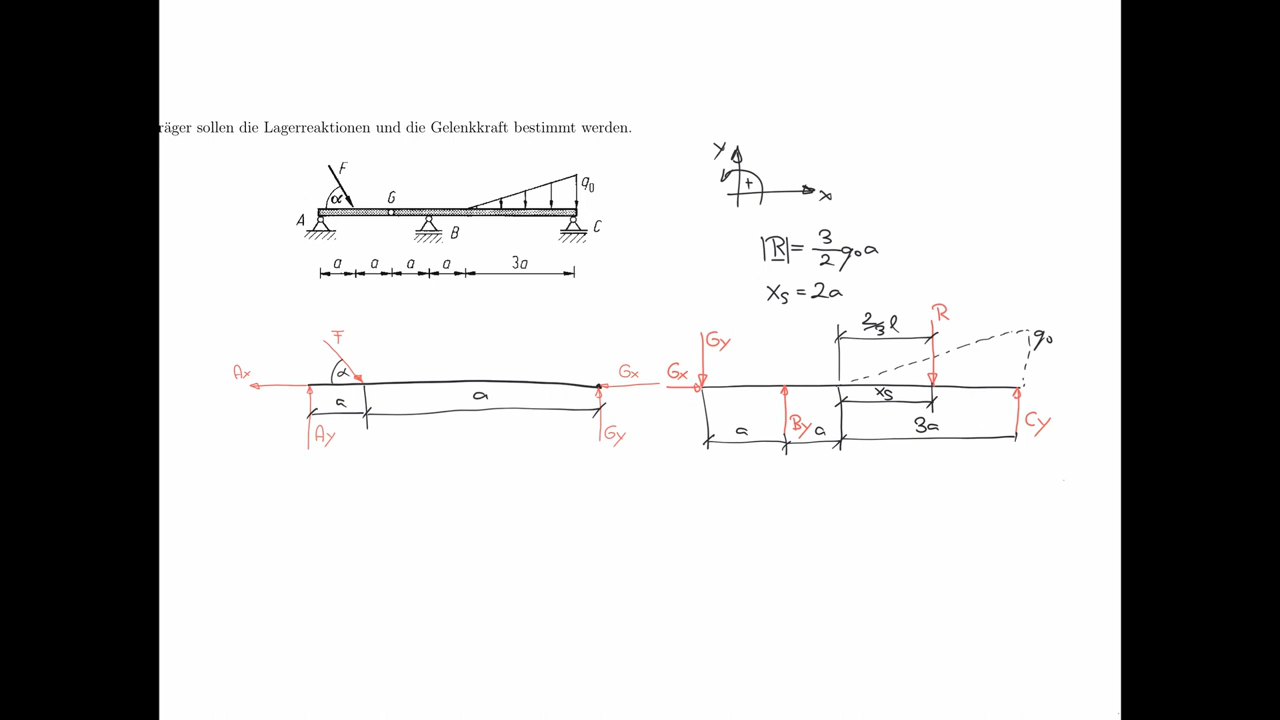 räger sollen die Lagerreaktionen und die Gelenkkraft bestimmt werden.
F
α
A
G
B
q0
C
a a a a 3a
y
+
x
|R| = 3/2 q0 a
xs = 2a
F
α
Ax
Ay
a
a
Gx
Gy
Gx
Gy
2/3 l
R
q0
xs
By
Cy
a
a
3a